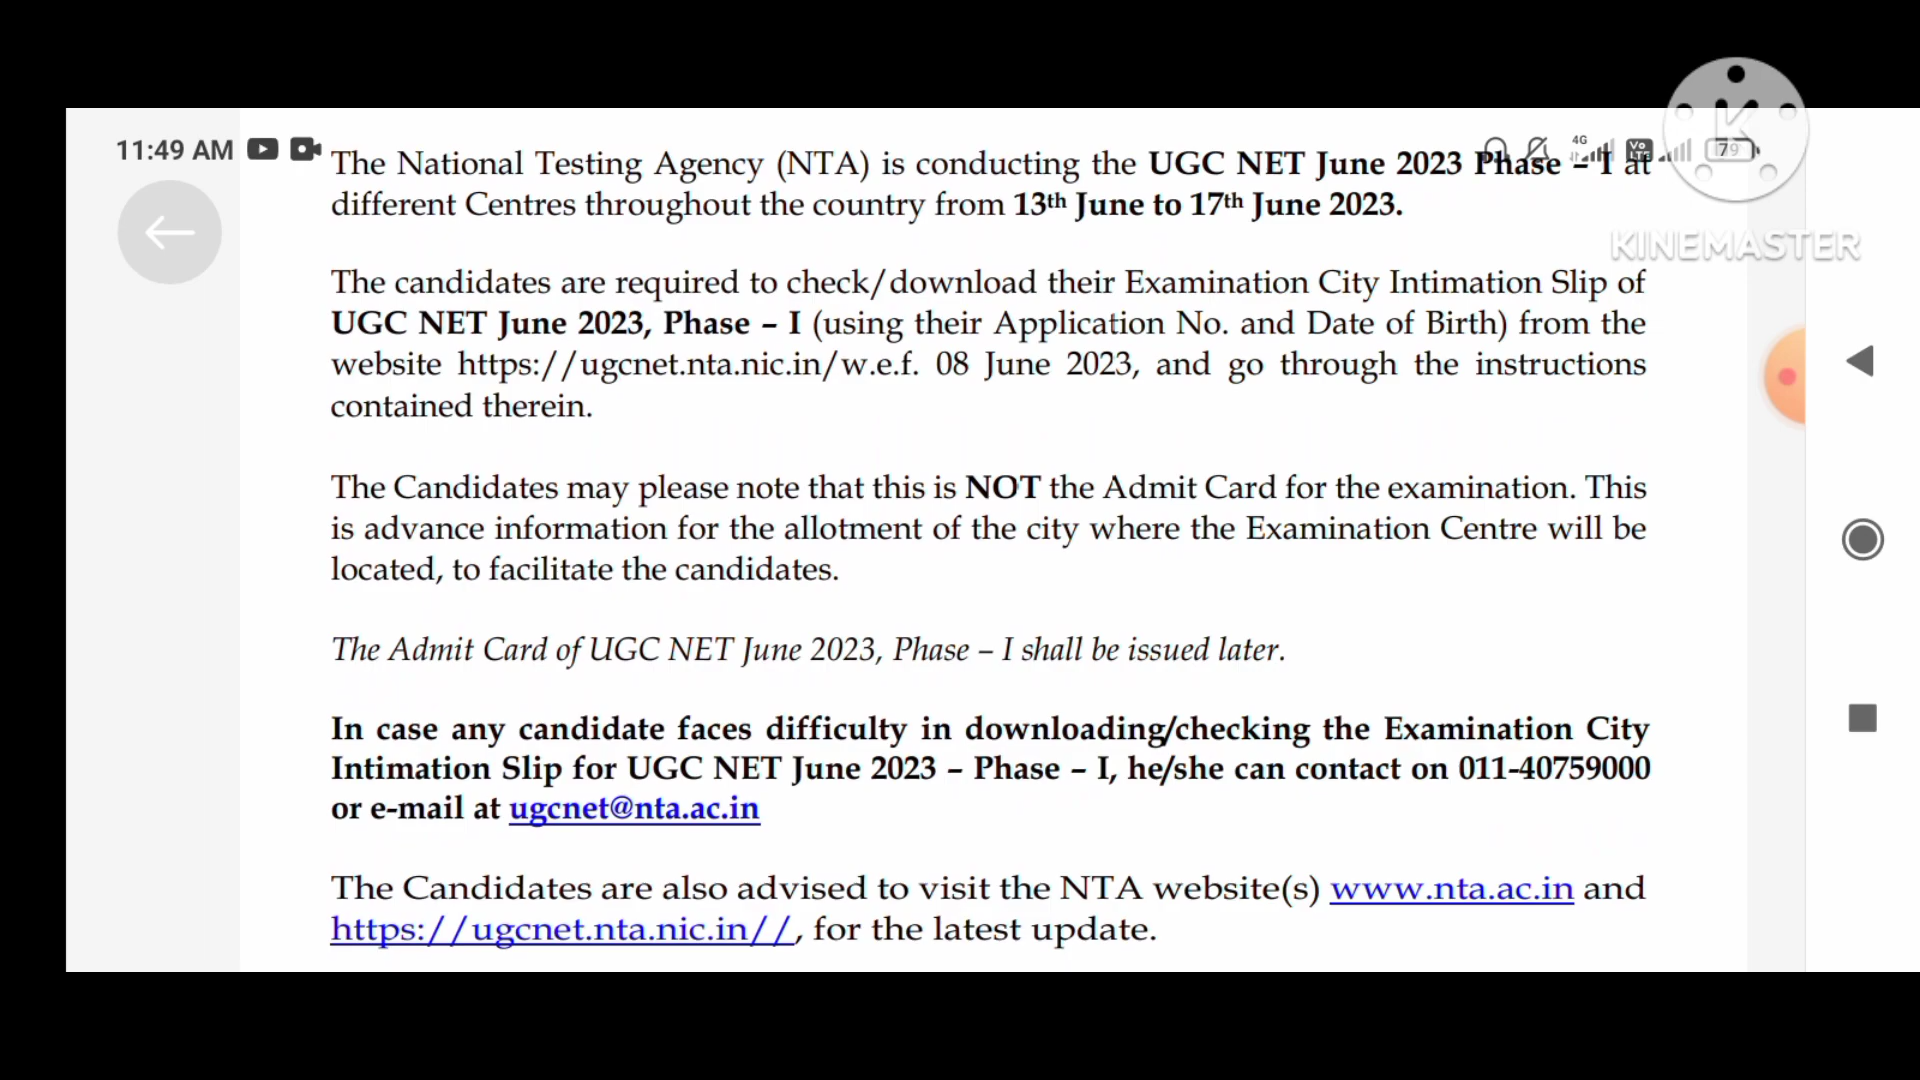 11:49 AM
4G
Vo
LTE
79
K
KINEMASTER
The National Testing Agency (NTA) is conducting the UGC NET June 2023 Phase – I at
different Centres throughout the country from 13th June to 17th June 2023.
The candidates are required to check/download their Examination City Intimation Slip of
UGC NET June 2023, Phase – I (using their Application No. and Date of Birth) from the
website https://ugcnet.nta.nic.in/w.e.f. 08 June 2023, and go through the instructions
contained therein.
The Candidates may please note that this is NOT the Admit Card for the examination. This
is advance information for the allotment of the city where the Examination Centre will be
located, to facilitate the candidates.
The Admit Card of UGC NET June 2023, Phase – I shall be issued later.
In case any candidate faces difficulty in downloading/checking the Examination City
Intimation Slip for UGC NET June 2023 – Phase – I, he/she can contact on 011-40759000
or e-mail at ugcnet@nta.ac.in
The Candidates are also advised to visit the NTA website(s) www.nta.ac.in and
https://ugcnet.nta.nic.in//, for the latest update.